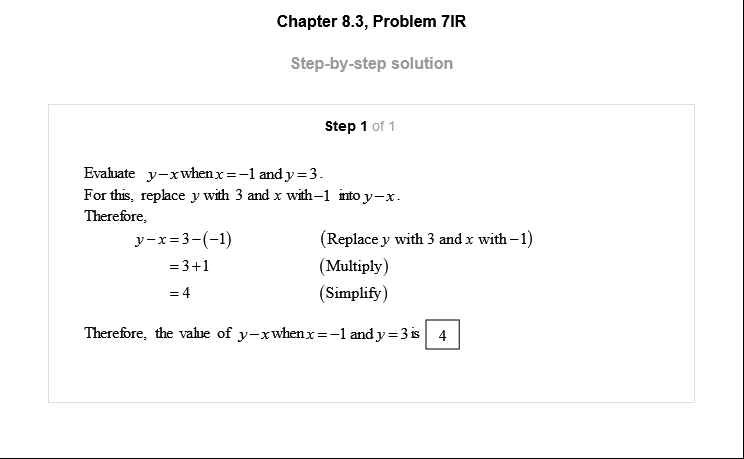 Chapter 8.3, Problem 7IR
Step-by-step solution
Step 1 of 1
Evaluate y−x when x=−1 and y=3.
For this, replace y with 3 and x with −1 into y−x.
Therefore,
y−x=3−(−1) (Replace y with 3 and x with −1)
=3+1 (Multiply)
=4 (Simplify)
Therefore, the value of y−x when x=−1 and y=3 is 4